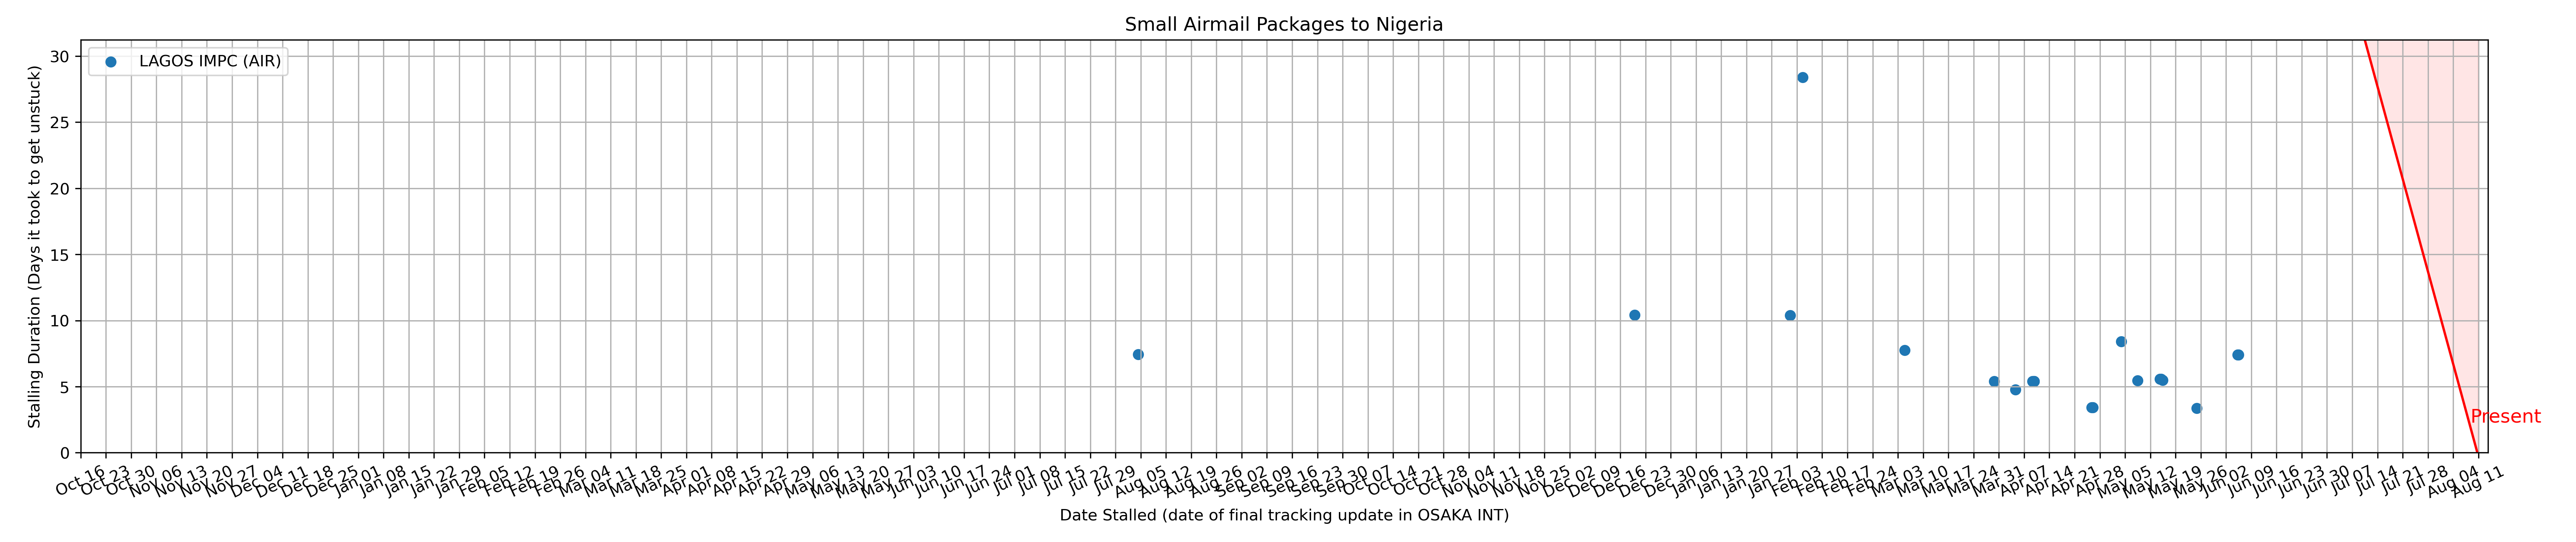 Small Airmail Packages to Nigeria
LAGOS IMPC (AIR)
Stalling Duration (Days it took to get unstuck)
30
25
20
15
10
5
0
Present
Oct 16 Oct 23 Oct 30 Nov 06 Nov 13 Nov 20 Nov 27 Dec 04 Dec 11 Dec 18 Dec 25 Jan 01 Jan 08 Jan 15 Jan 22 Jan 29 Feb 05 Feb 12 Feb 19 Feb 26 Mar 04 Mar 11 Mar 18 Mar 25 Apr 01 Apr 08 Apr 15 Apr 22 Apr 29 May 06 May 13 May 20 May 27 Jun 03 Jun 10 Jun 17 Jun 24 Jul 01 Jul 08 Jul 15 Jul 22 Jul 29 Aug 05 Aug 12 Aug 19 Aug 26 Sep 02 Sep 09 Sep 16 Sep 23 Sep 30 Oct 07 Oct 14 Oct 21 Oct 28 Nov 04 Nov 11 Nov 18 Nov 25 Dec 02 Dec 09 Dec 16 Dec 23 Dec 30 Jan 06 Jan 13 Jan 20 Jan 27 Feb 03 Feb 10 Feb 17 Feb 24 Mar 03 Mar 10 Mar 17 Mar 24 Mar 31 Apr 07 Apr 14 Apr 21 Apr 28 May 05 May 12 May 19 May 26 Jun 02 Jun 09 Jun 16 Jun 23 Jun 30 Jul 07 Jul 14 Jul 21 Jul 28 Aug 04 Aug 11
Date Stalled (date of final tracking update in OSAKA INT)